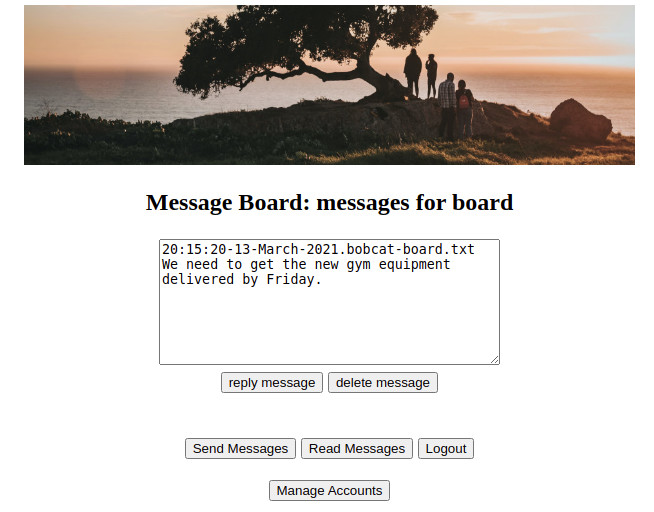 Message Board: messages for board
20:15:20-13-March-2021.bobcat-board.txt
We need to get the new gym equipment
delivered by Friday.
reply message delete message
Send Messages Read Messages Logout
Manage Accounts